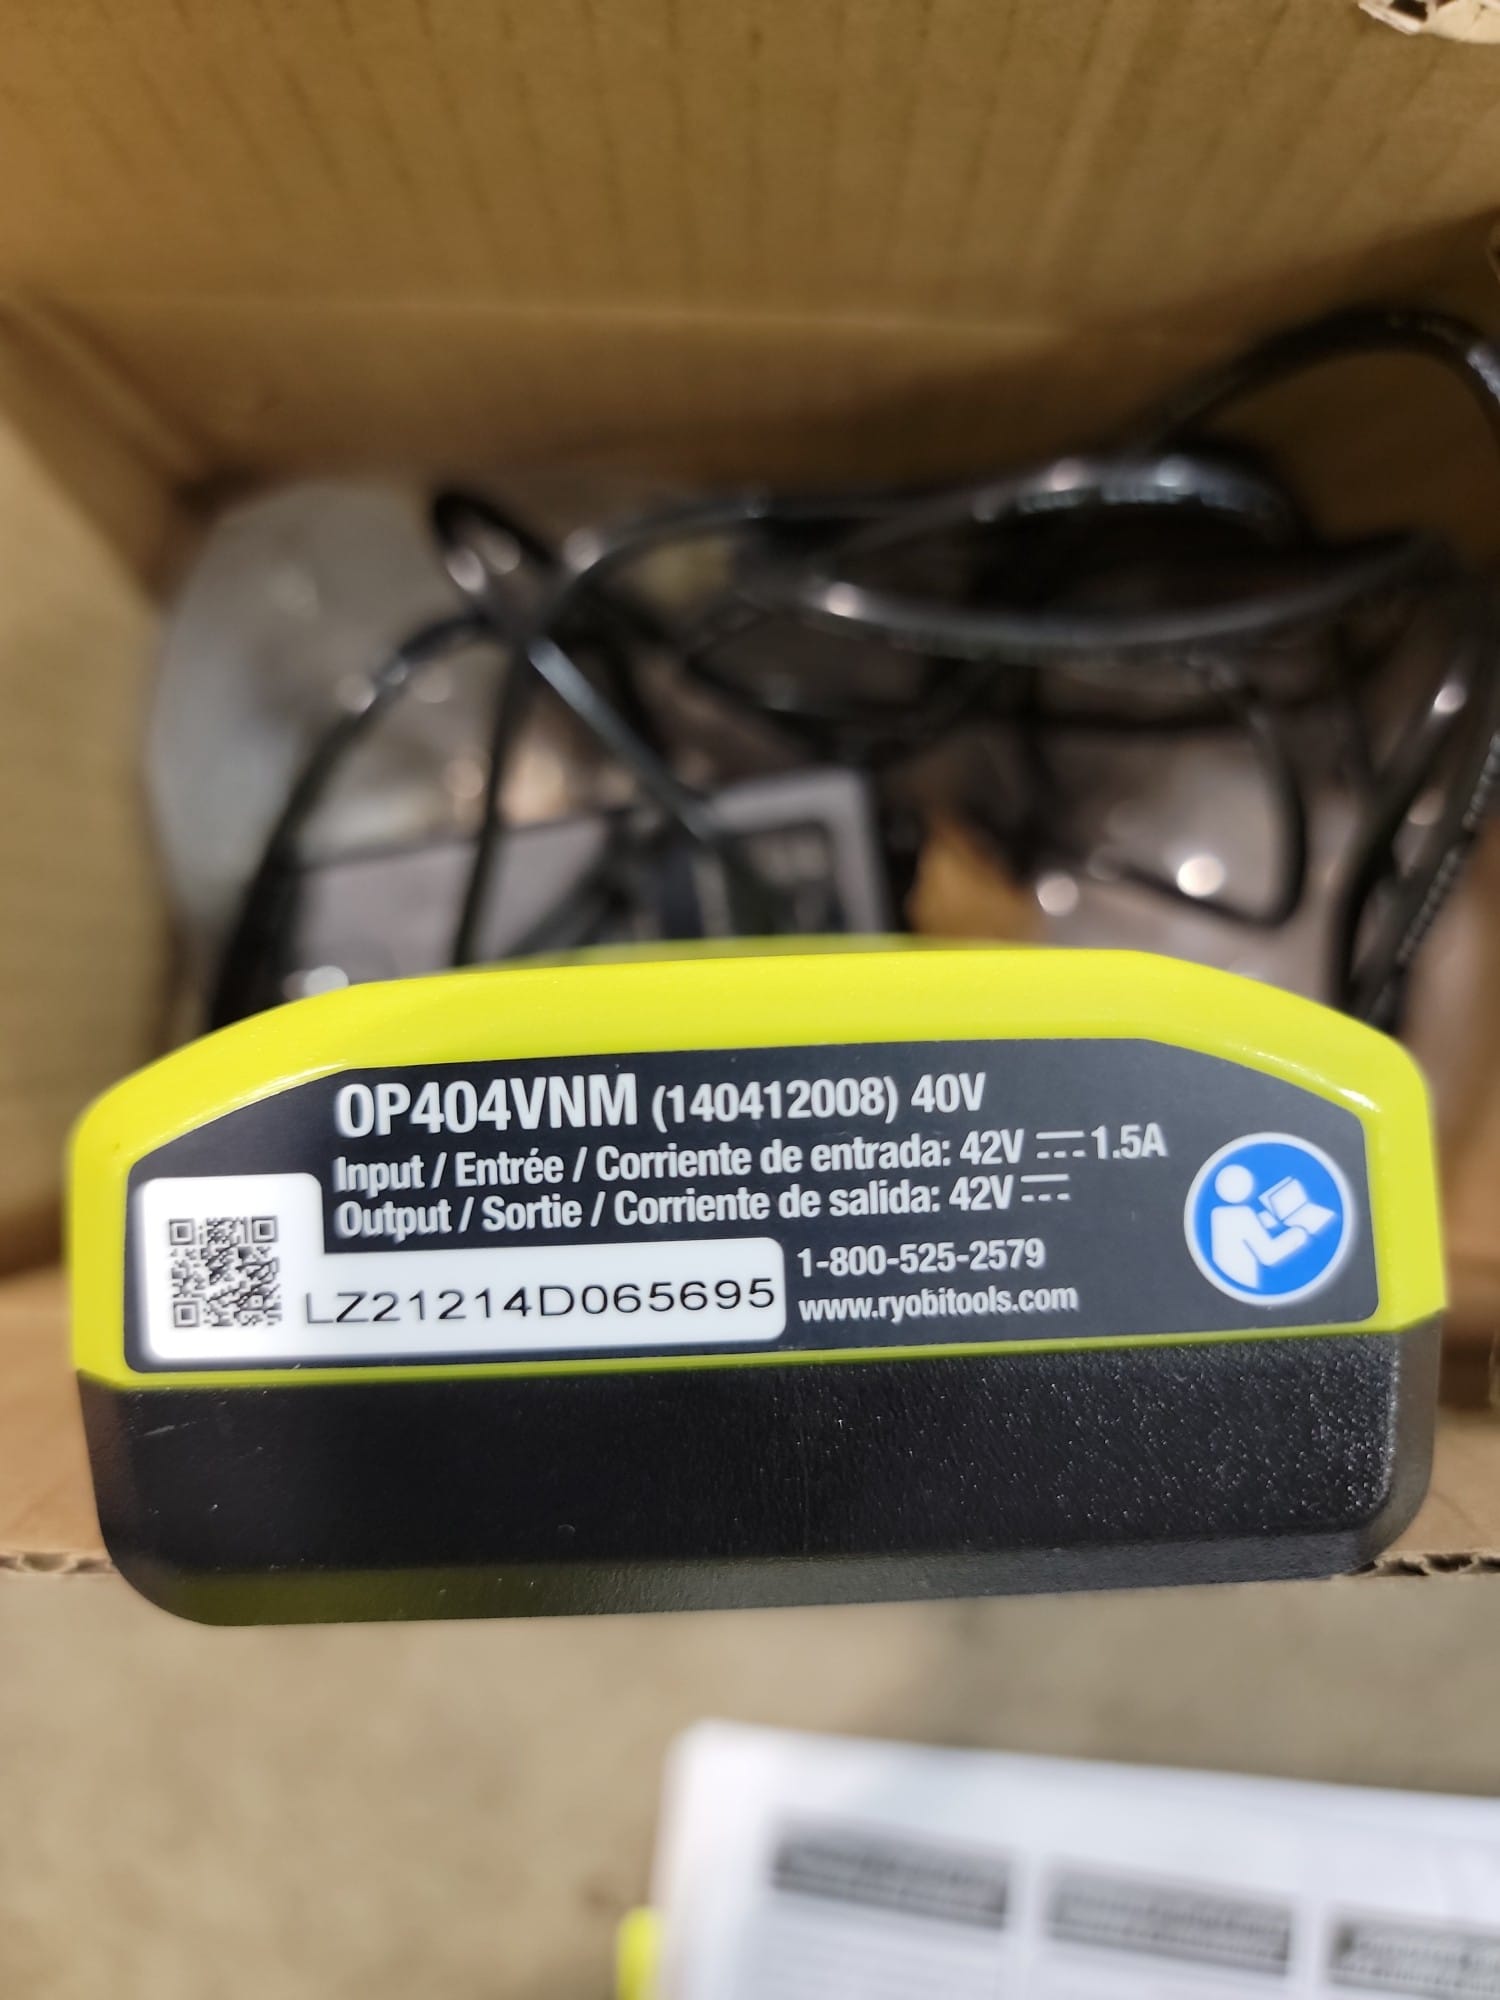 OP404VNM (140412008) 40V
Input / Entrée / Corriente de entrada: 42V ⎓ 1.5A
Output / Sortie / Corriente de salida: 42V ⎓
1-800-525-2579
LZ21214D065695
www.ryobitools.com